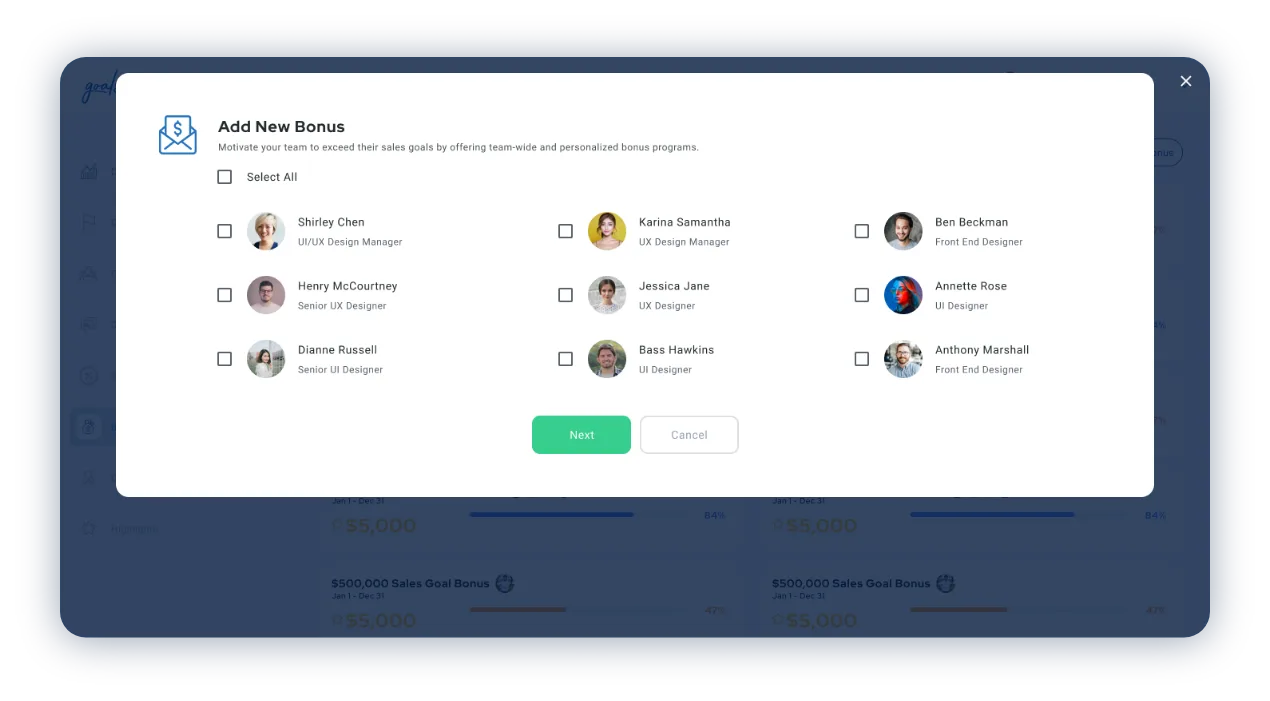 Add New Bonus
Motivate your team to exceed their sales goals by offering team-wide and personalized bonus programs.
Select All
Shirley Chen
UI/UX Design Manager
Karina Samantha
UX Design Manager
Ben Beckman
Front End Designer
Henry McCourtney
Senior UX Designer
Jessica Jane
UX Designer
Annette Rose
UI Designer
Dianne Russell
Senior UI Designer
Bass Hawkins
UI Designer
Anthony Marshall
Front End Designer
Next
Cancel
Jan 1 - Dec 31
$5,000
84%
Jan 1 - Dec 31
$5,000
84%
$500,000 Sales Goal Bonus
Jan 1 - Dec 31
$5,000
47%
$500,000 Sales Goal Bonus
Jan 1 - Dec 31
$5,000
47%